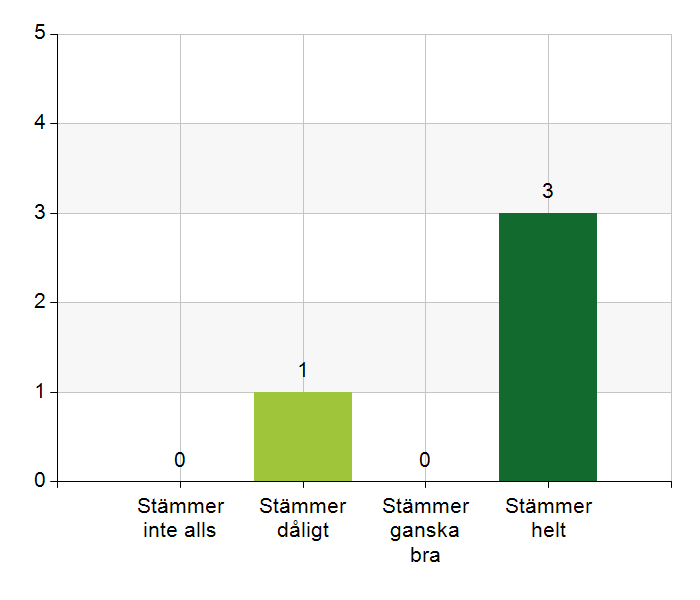 5
4
3
2
1
0
0
1
0
3
Stämmer
inte alls
Stämmer
dåligt
Stämmer
ganska
bra
Stämmer
helt